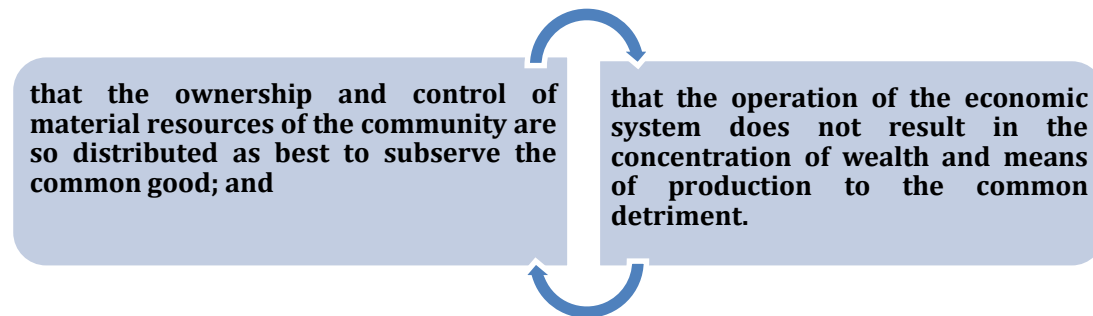 that the ownership and control of
material resources of the community are
so distributed as best to subserve the
common good; and
that the operation of the economic
system does not result in the
concentration of wealth and means
of production to the common
detriment.